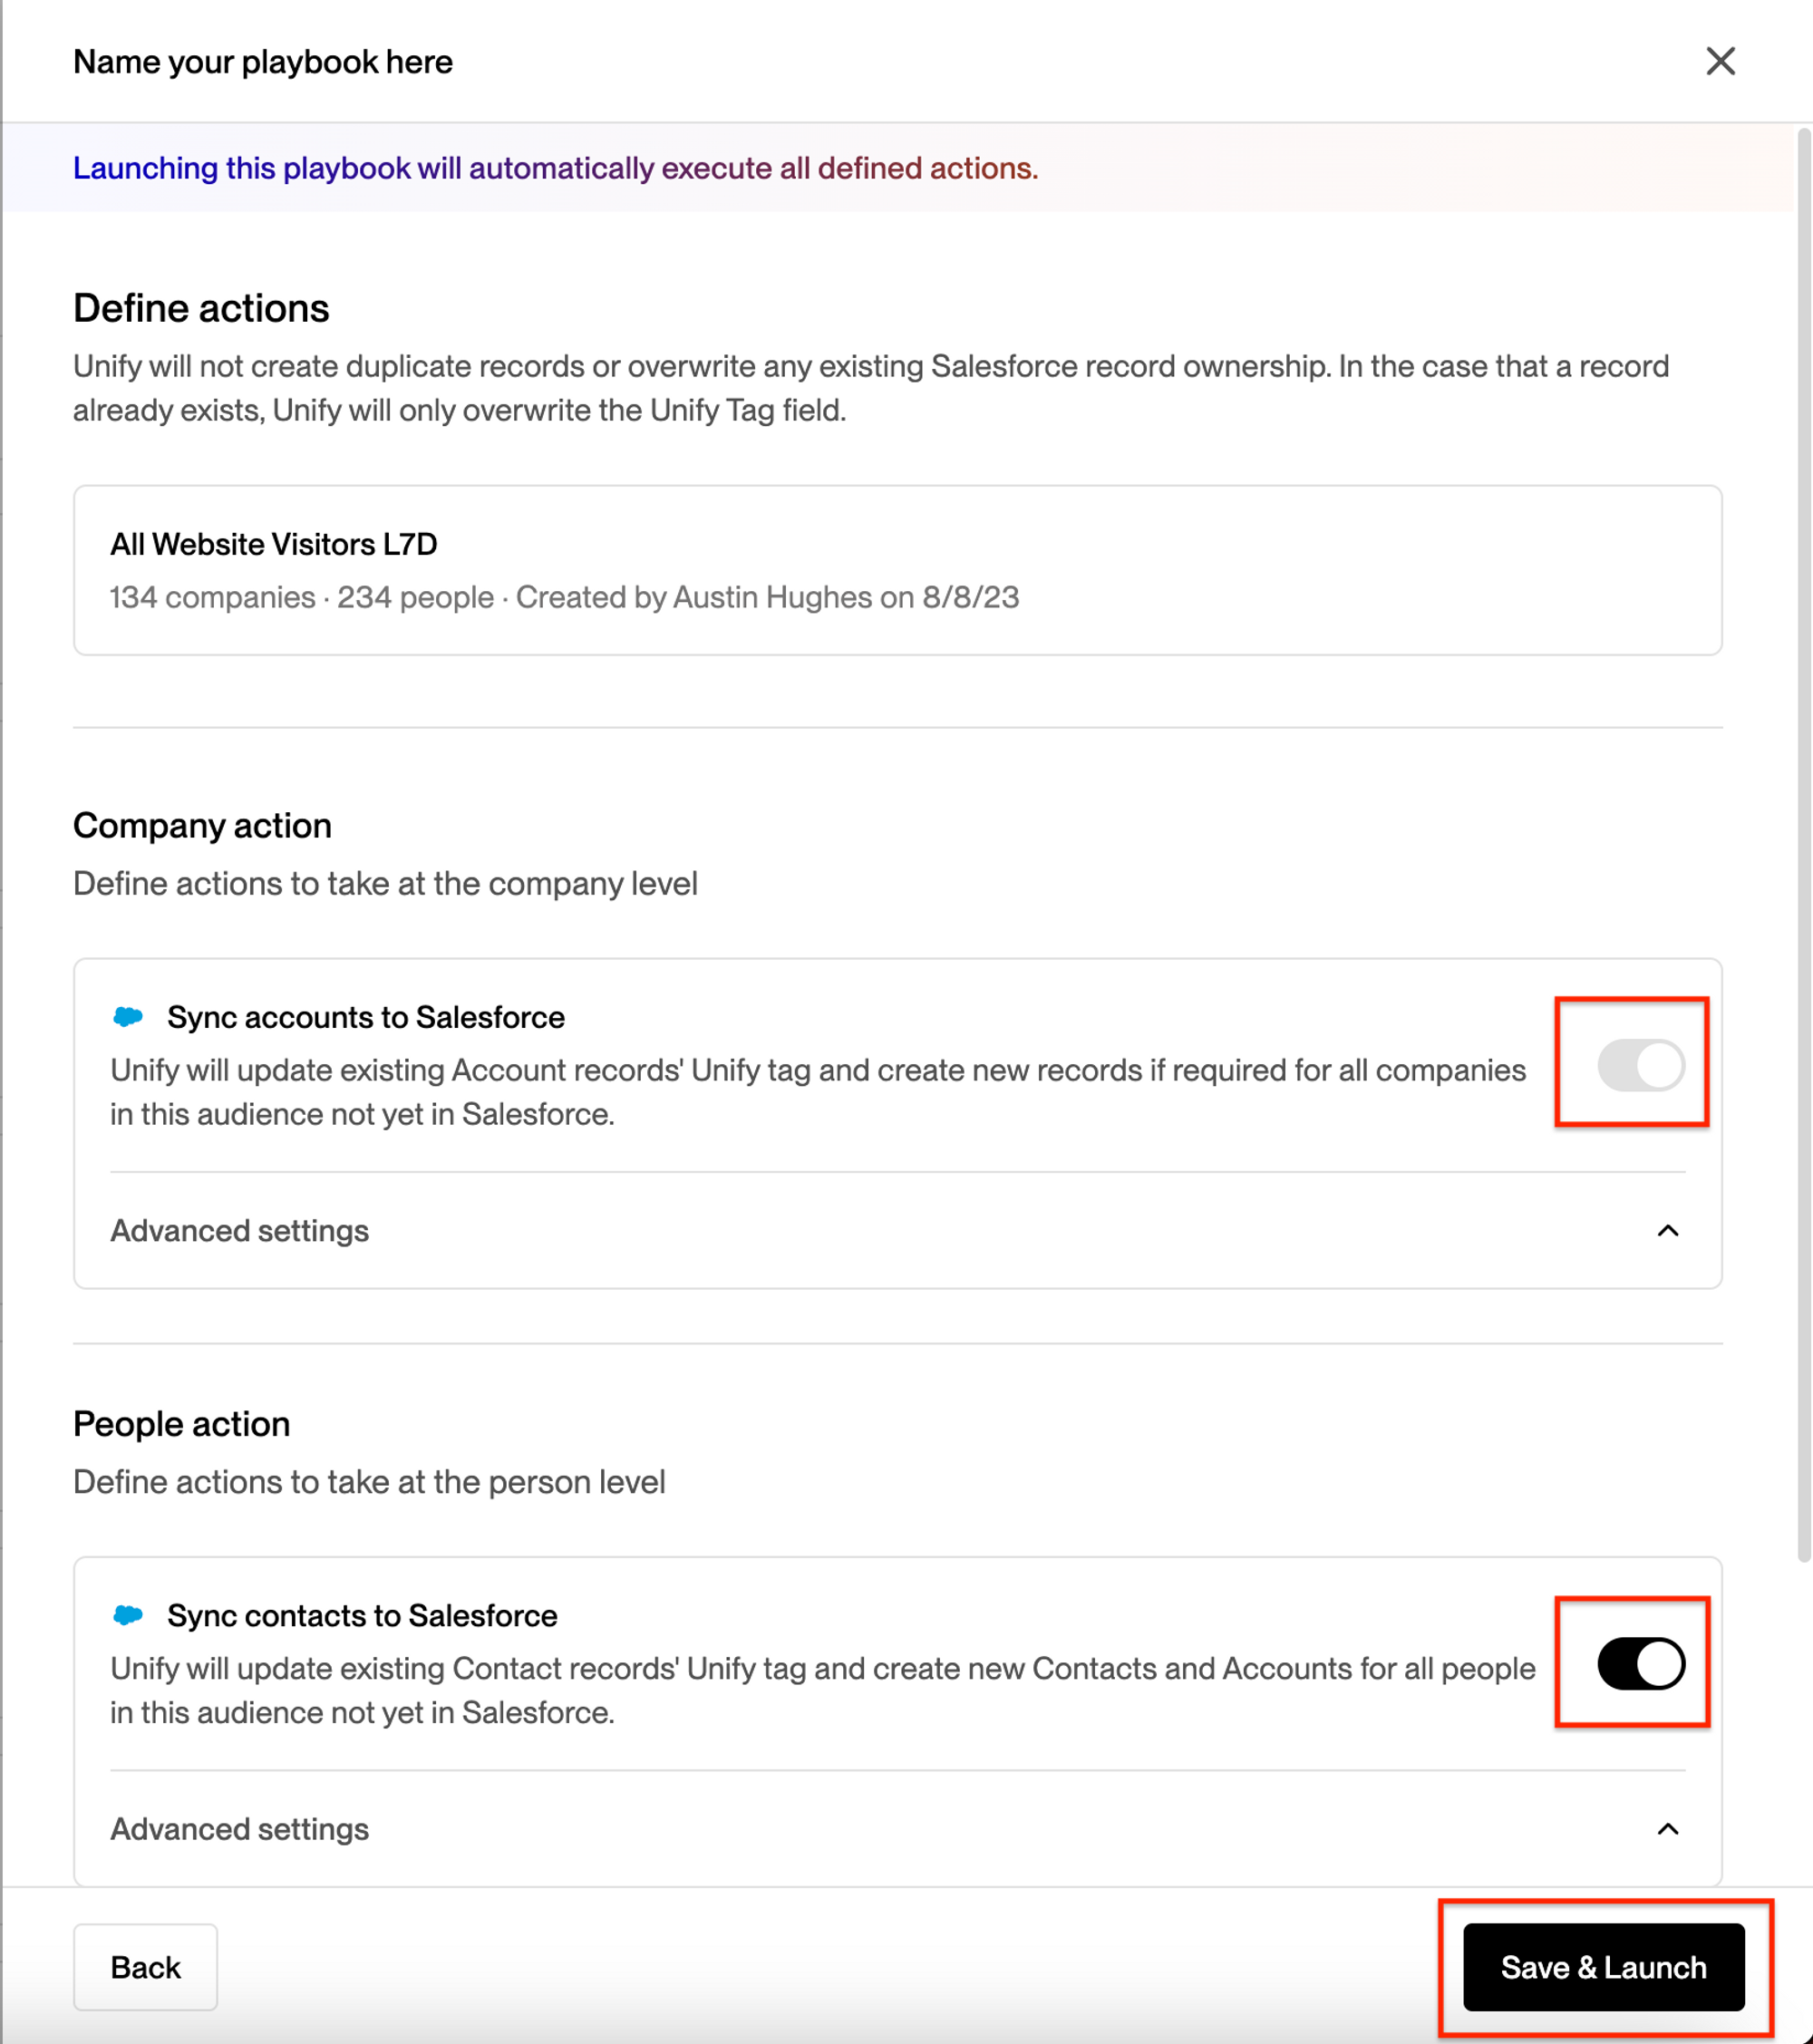 Name your playbook here
Launching this playbook will automatically execute all defined actions.
Define actions
Unify will not create duplicate records or overwrite any existing Salesforce record ownership. In the case that a record
already exists, Unify will only overwrite the Unify Tag field.
All Website Visitors L7D
134 companies · 234 people · Created by Austin Hughes on 8/8/23
Company action
Define actions to take at the company level
Sync accounts to Salesforce
Unify will update existing Account records' Unify tag and create new records if required for all companies
in this audience not yet in Salesforce.
Advanced settings
People action
Define actions to take at the person level
Sync contacts to Salesforce
Unify will update existing Contact records' Unify tag and create new Contacts and Accounts for all people
in this audience not yet in Salesforce.
Advanced settings
Back
Save & Launch